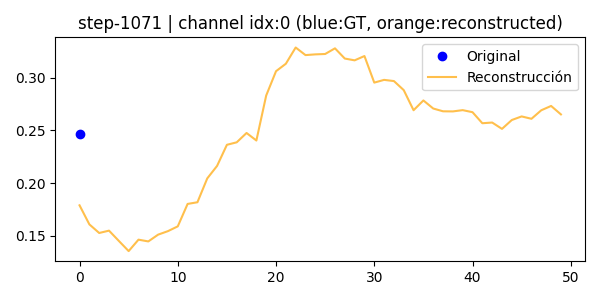 step-1071 | channel idx:0 (blue:GT, orange:reconstructed)
Original
Reconstrucción
0.30
0.25
0.20
0.15
0 10 20 30 40 50